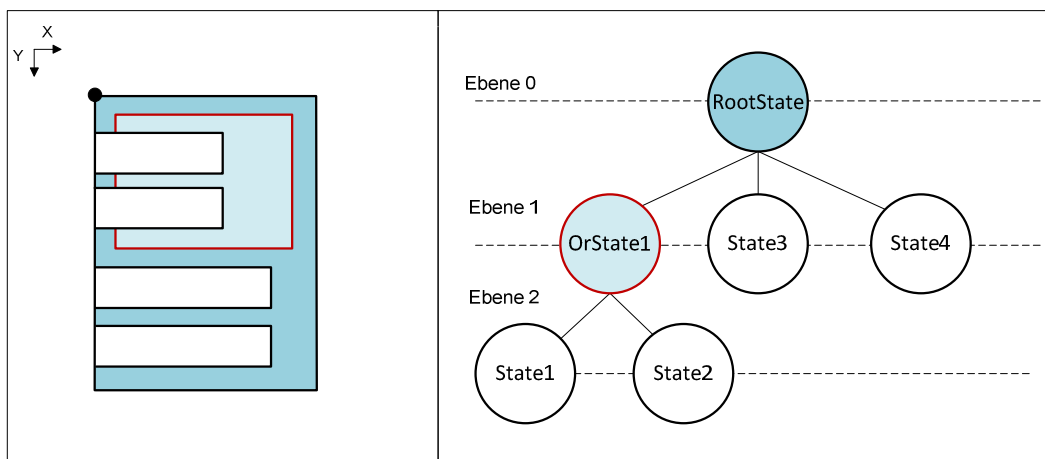 X
Y
Ebene 0
RootState
Ebene 1
OrState1
State3
State4
Ebene 2
State1
State2